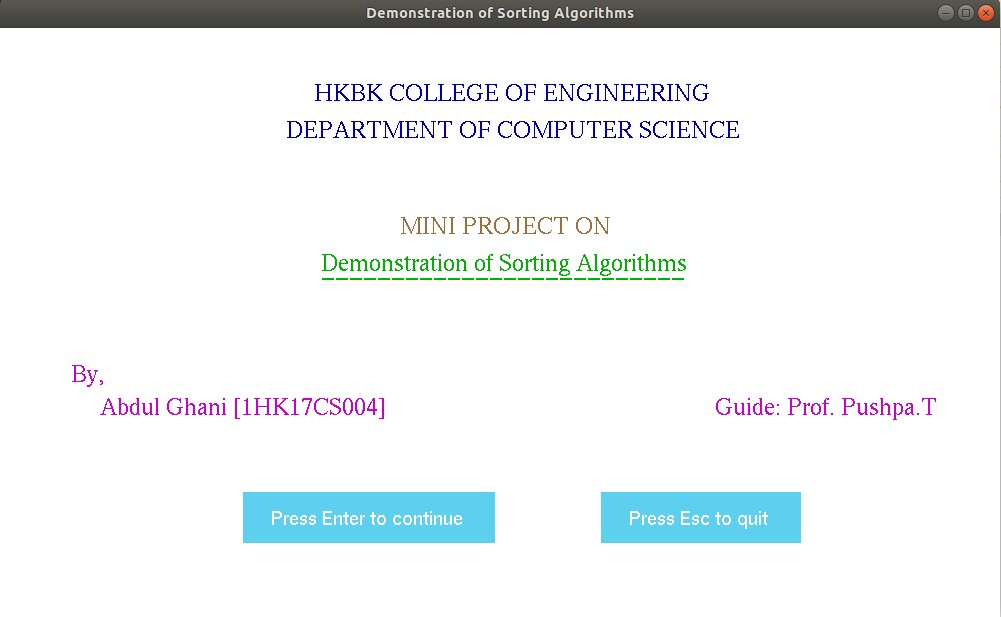 Demonstration of Sorting Algorithms
HKBK COLLEGE OF ENGINEERING
DEPARTMENT OF COMPUTER SCIENCE
MINI PROJECT ON
Demonstration of Sorting Algorithms
By,
Abdul Ghani [1HK17CS004]
Guide: Prof. Pushpa.T
Press Enter to continue
Press Esc to quit